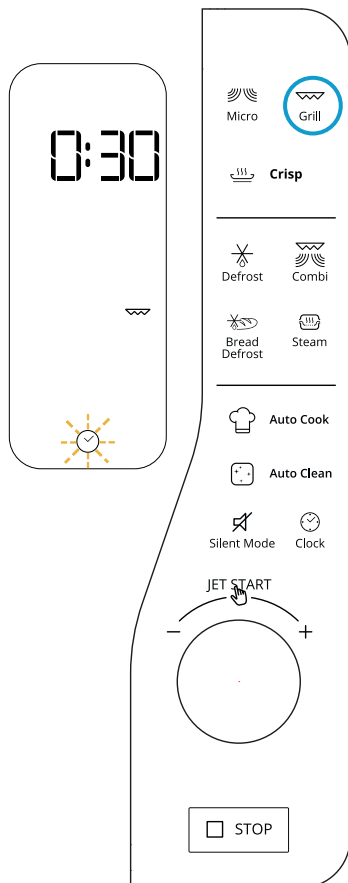 0:30
Micro Grill
Crisp
Defrost Combi
Bread Steam
Defrost
Auto Cook
Auto Clean
Silent Mode Clock
JET START
− +
STOP